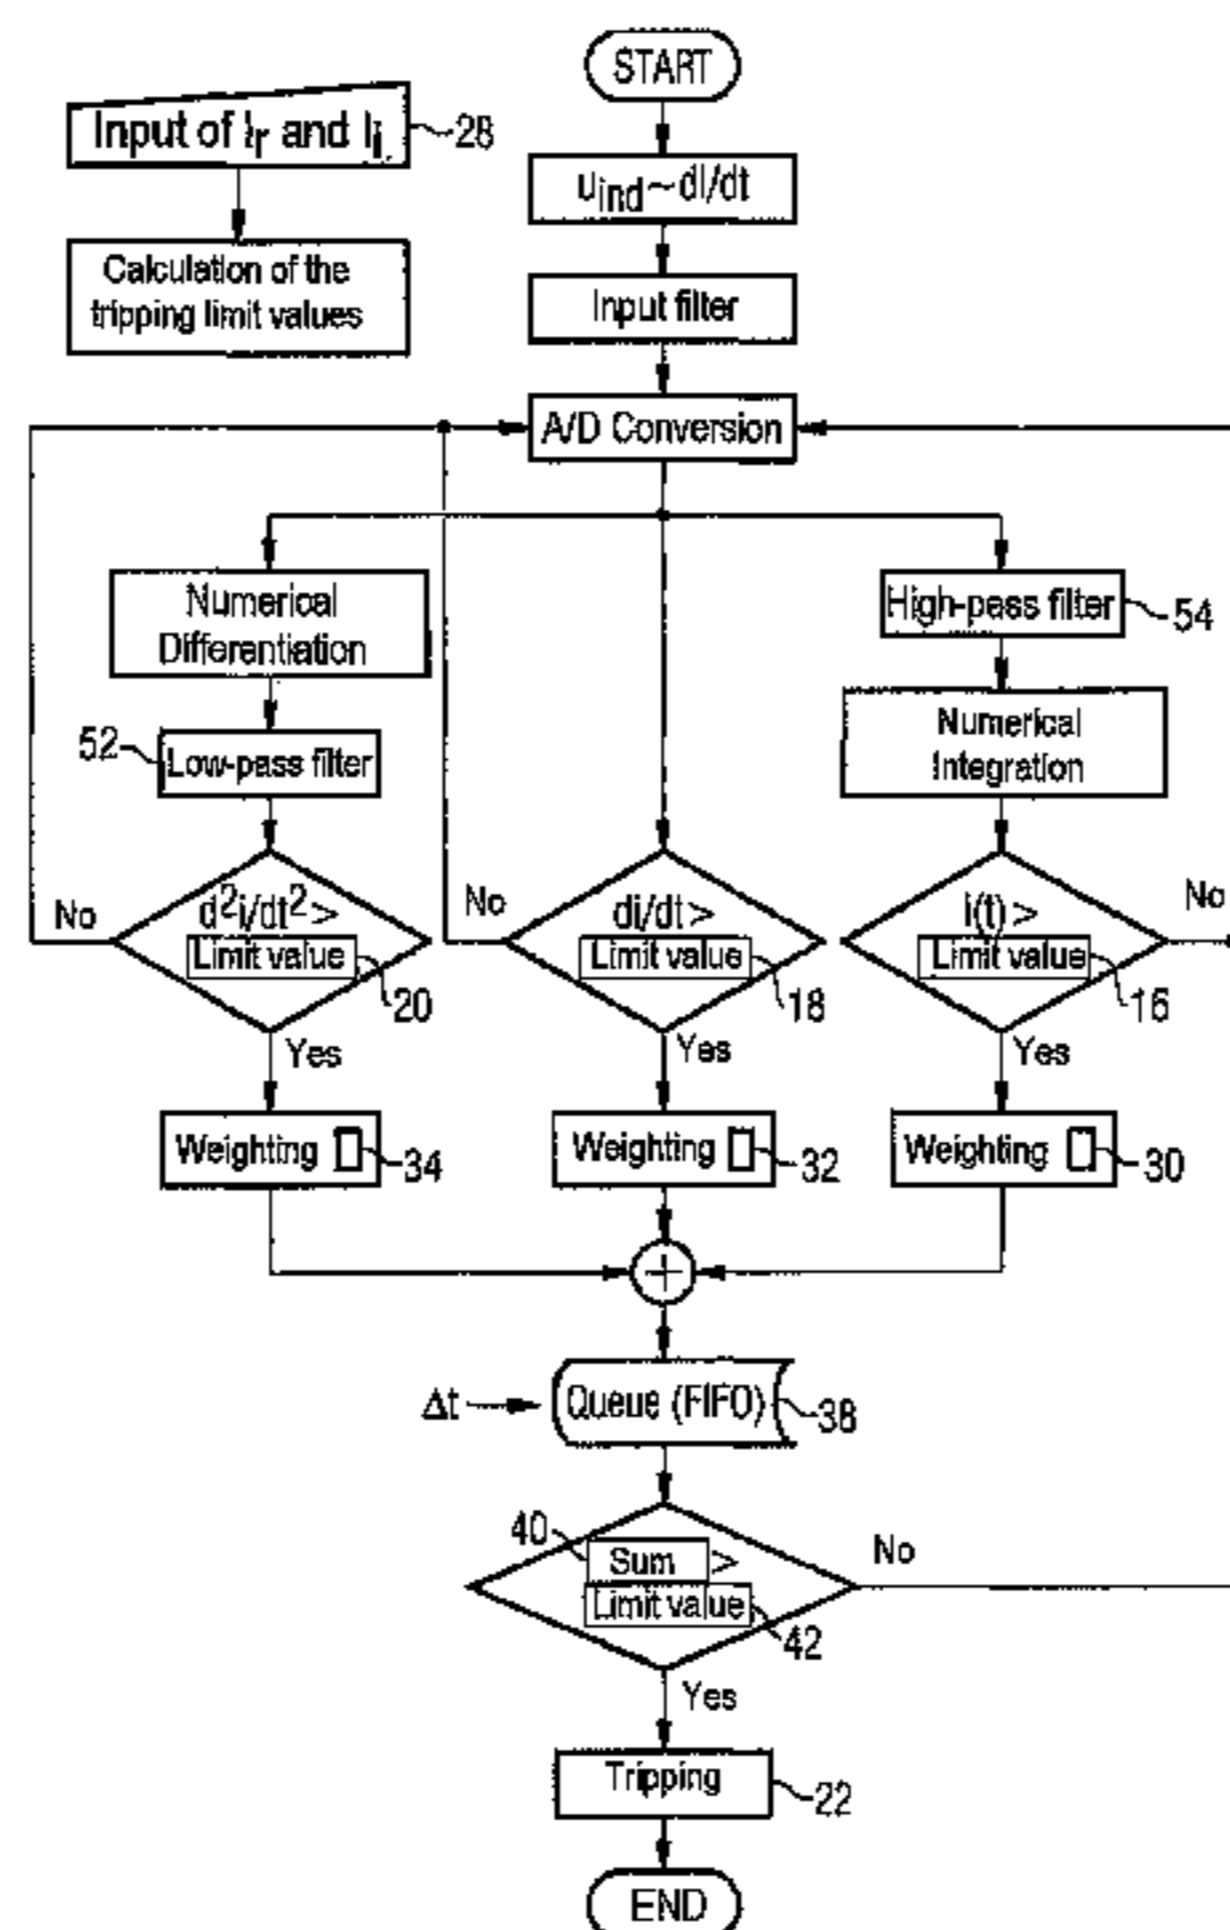 START
Input of Ir and Ii
28
uind~dI/dt
Calculation of the
tripping limit values
Input filter
A/D Conversion
Numerical
Differentiation
High-pass filter
54
52
Low-pass filter
Numerical
Integration
No
d²i/dt² >
Limit value
20
No
di/dt >
Limit value
18
i(t) >
Limit value
16
No
Yes
Yes
Yes
Weighting
34
Weighting
32
Weighting
30
+
Δt
Queue (FIFO)
38
40
Sum >
Limit value
42
No
Yes
Tripping
22
END